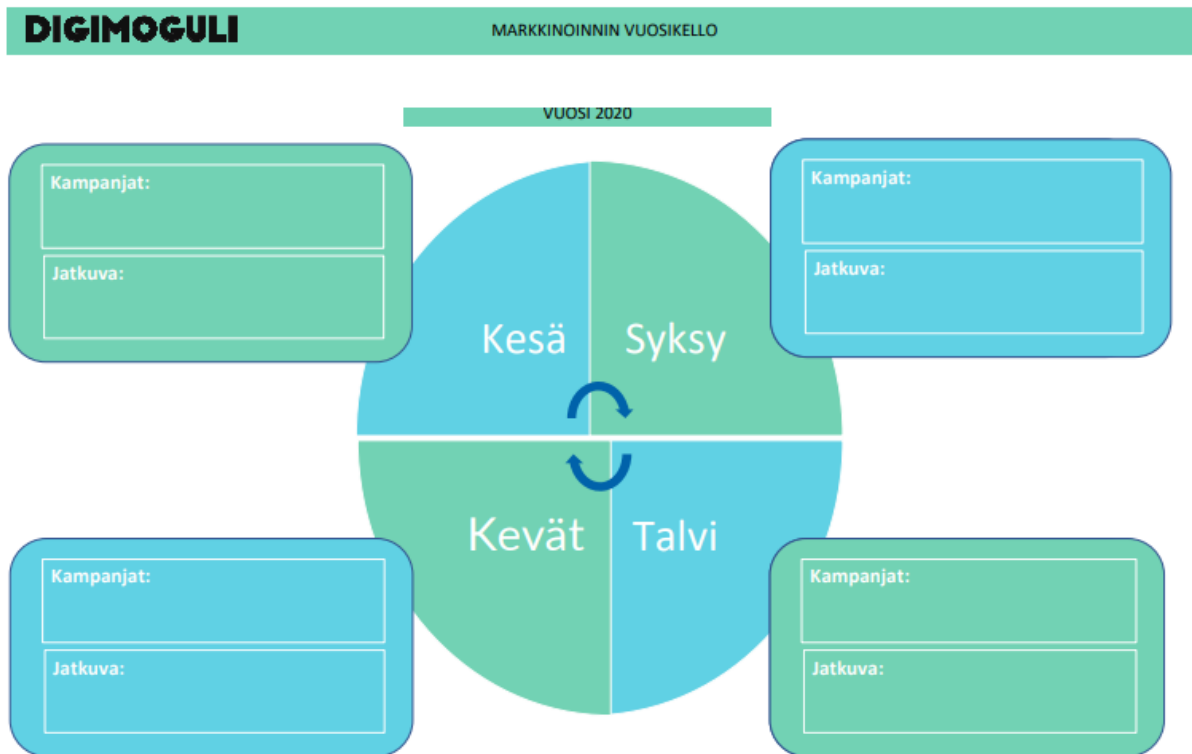 DIGIMOGULI
MARKKINOINNIN VUOSIKELLO
VUOSI 2020
Kampanjat:
Jatkuva:
Kampanjat:
Jatkuva:
Kesä
Syksy
Kevät
Talvi
Kampanjat:
Jatkuva:
Kampanjat:
Jatkuva: